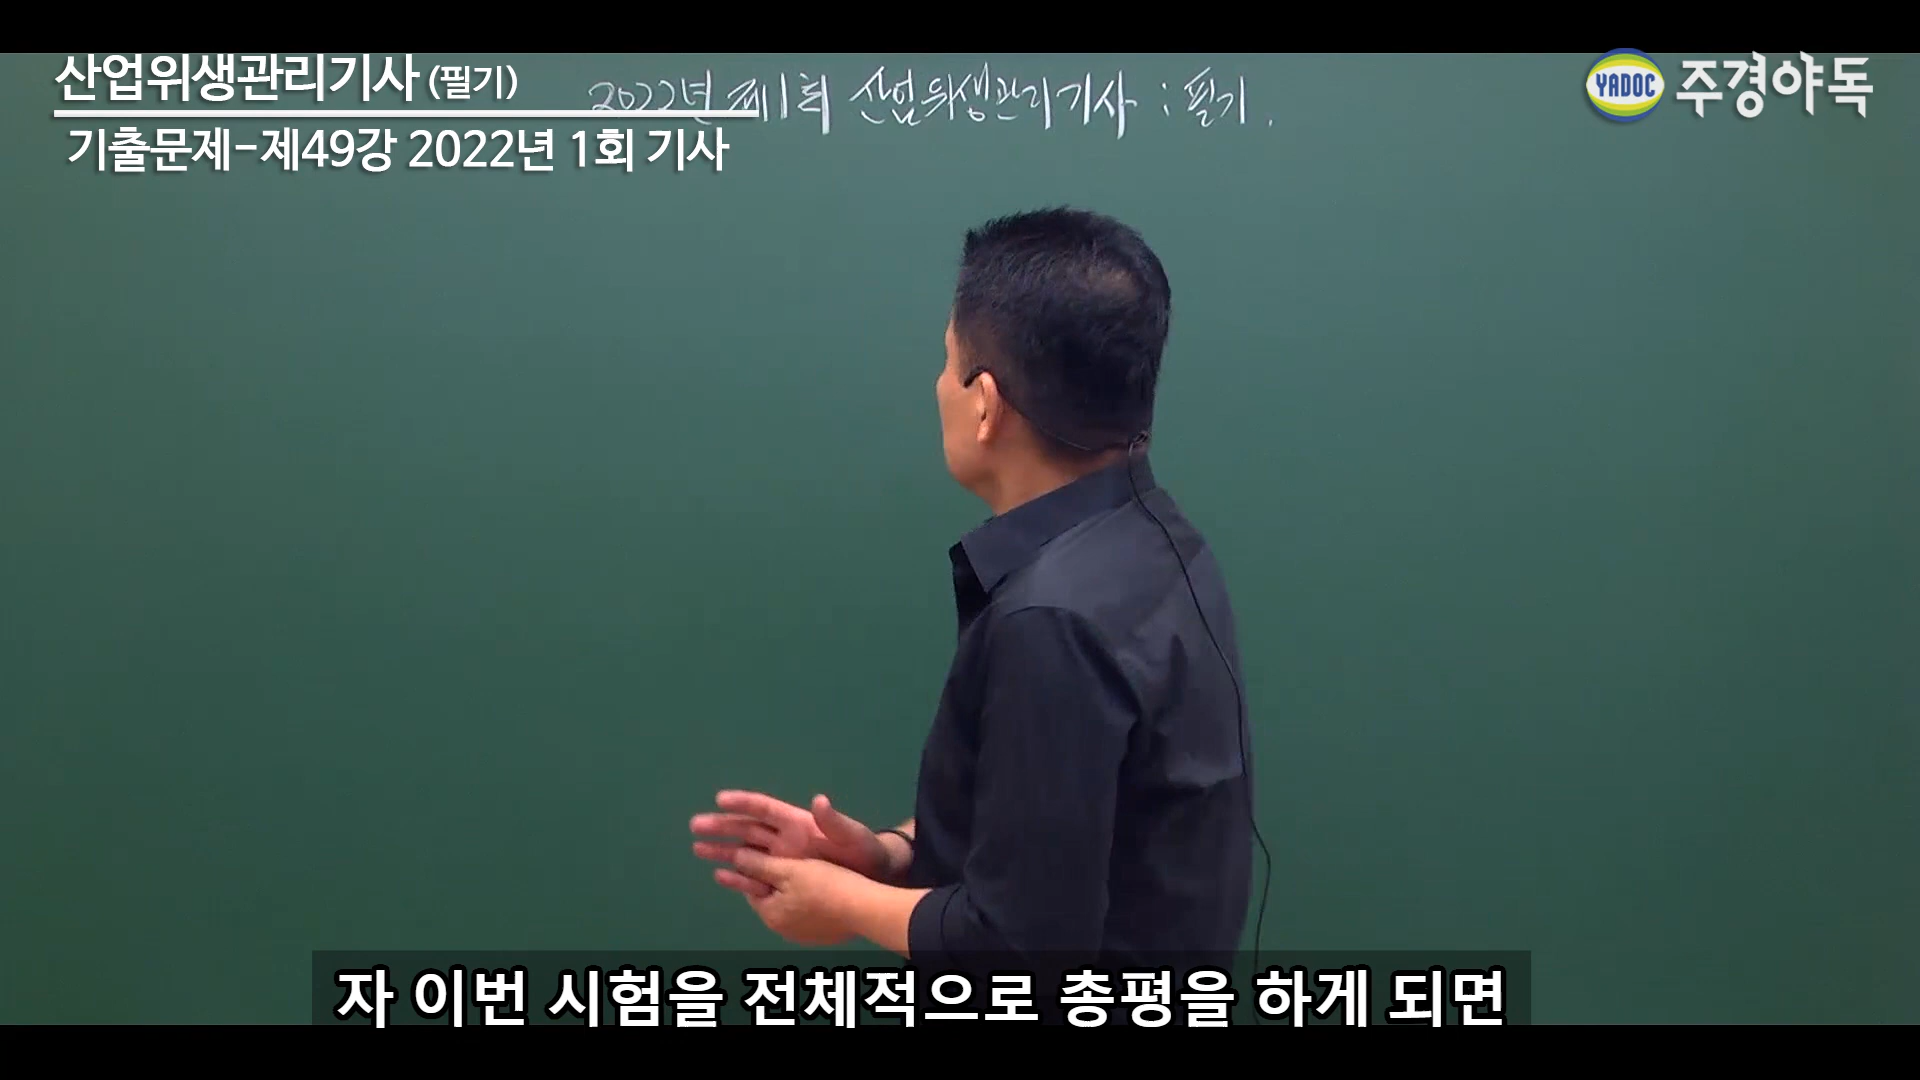 산업위생관리기사 (필기)
2022년 제1회 산업위생관리기사 : 필기.
YADOC 주경야독
기출문제-제49강 2022년 1회 기사
자 이번 시험을 전체적으로 총평을 하게 되면